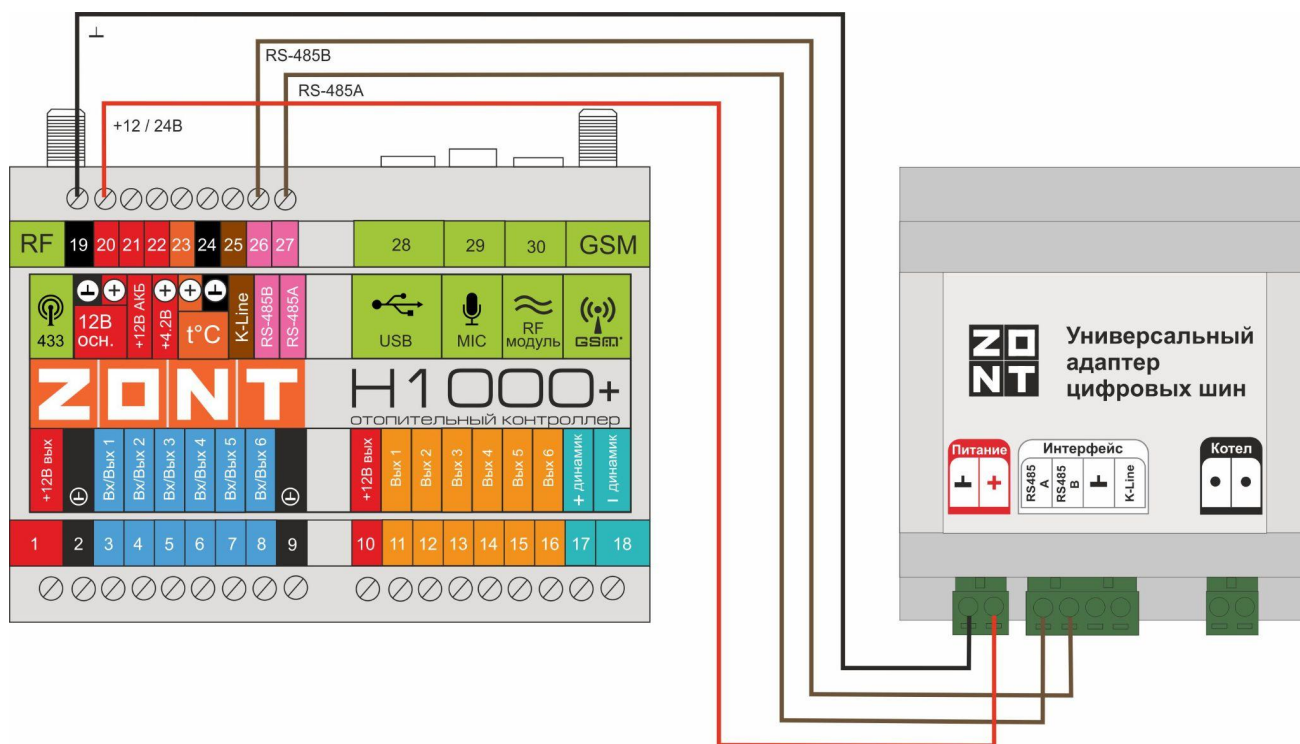 ⊥
RS-485B
RS-485A
+12 / 24В
RF 19 20 21 22 23 24 25 26 27 28 29 30 GSM
433
12В
осн.
+12В АКБ
+4.2В
t°C
K-Line
RS-485B
RS-485A
USB
MIC
RF
модуль
GSM
ZONT
H1000+
отопительный контроллер
+12В вых
Вх/Вых 1
Вх/Вых 2
Вх/Вых 3
Вх/Вых 4
Вх/Вых 5
Вх/Вых 6
+12В вых
Вых 1
Вых 2
Вых 3
Вых 4
Вых 5
Вых 6
+ динамик
– динамик
1 2 3 4 5 6 7 8 9 10 11 12 13 14 15 16 17 18
ZO
NT
Универсальный
адаптер
цифровых шин
Питание
⊥ +
Интерфейс
RS485
A
RS485
B
⊥
K-Line
Котел